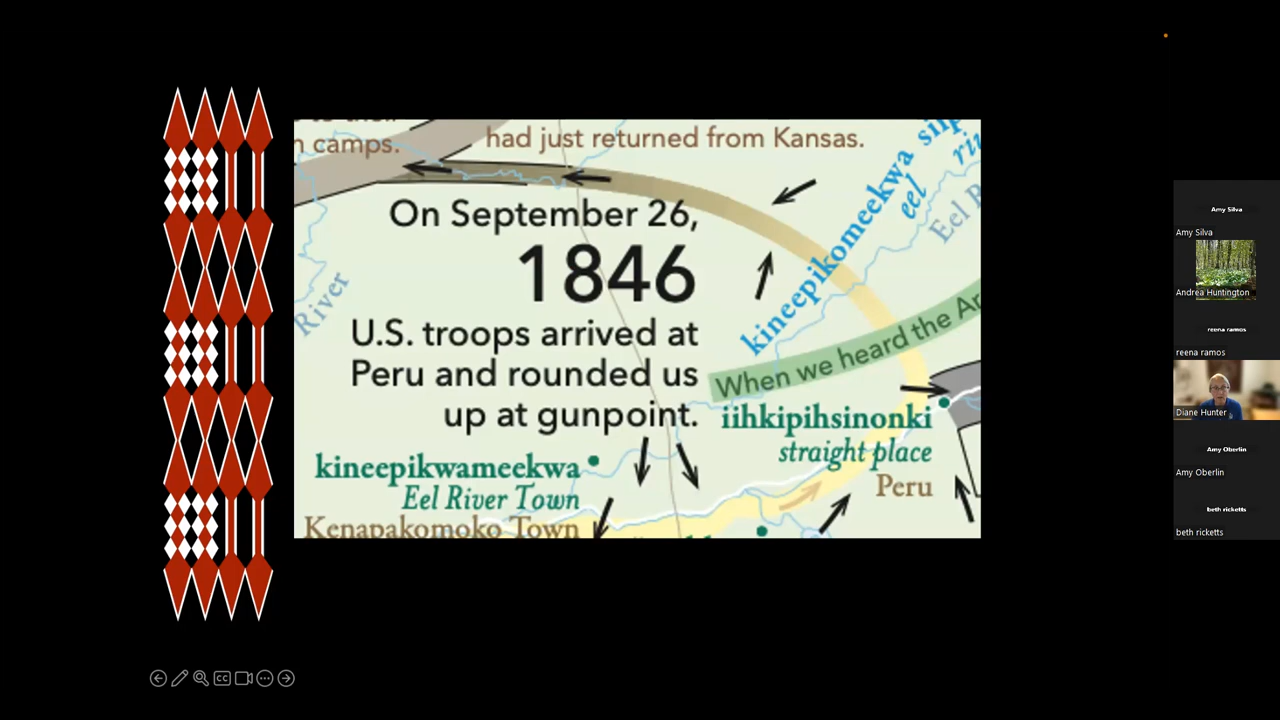 n camps.
had just returned from Kansas.
On September 26,
1846
U.S. troops arrived at
Peru and rounded us
up at gunpoint.
River
kineepikomeekwa
eel
Eel
When we heard the
iihkipihsinonki
straight place
Peru
kineepikwameekwa
Eel River Town
Kenapakomoko Town
CC
Amy Silva
Amy Silva
Andrea Huntington
reena ramos
reena ramos
Diane Hunter
Amy Oberlin
Amy Oberlin
beth ricketts
beth ricketts